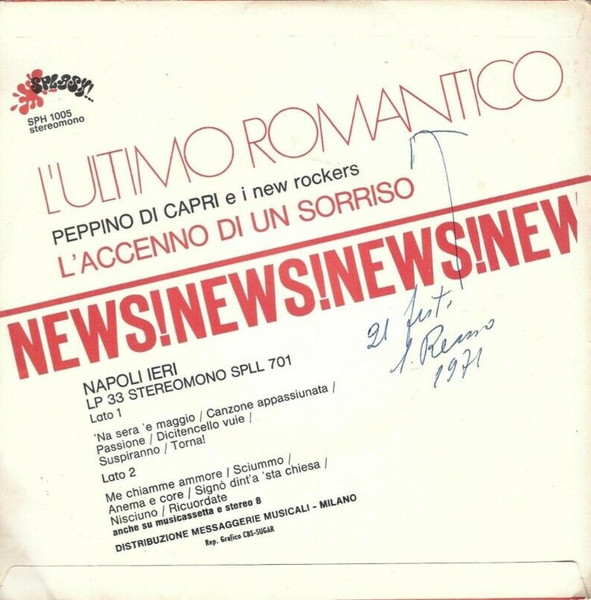 SPLASH!..
SPH 1005
stereomono
L'ULTIMO ROMANTICO
PEPPINO DI CAPRI e i new rockers
L'ACCENNO DI UN SORRISO
NEWS!NEWS!NEWS!NEW
21 fest.
S. Remo
1971
NAPOLI IERI
LP 33 STEREOMONO SPLL 701
Lato 1
'Na sera 'e maggio / Canzone appassiunata /
Passione / Dicitencello vuie /
Suspiranno / Torna!
Lato 2
Me chiamme ammore / Sciummo /
Anema e core / Signò dint'a 'sta chiesa /
Nisciuno / Ricuordate
anche su musicassetta e stereo 8
DISTRIBUZIONE MESSAGGERIE MUSICALI - MILANO
Rep. Grafico CBS-SUGAR